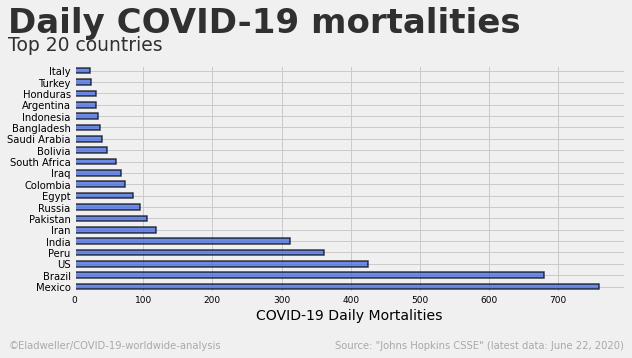 Daily COVID-19 mortalities
Top 20 countries
Italy
Turkey
Honduras
Argentina
Indonesia
Bangladesh
Saudi Arabia
Bolivia
South Africa
Iraq
Colombia
Egypt
Russia
Pakistan
Iran
India
Peru
US
Brazil
Mexico
0 100 200 300 400 500 600 700
COVID-19 Daily Mortalities
©Eladweller/COVID-19-worldwide-analysis Source: "Johns Hopkins CSSE" (latest data: June 22, 2020)